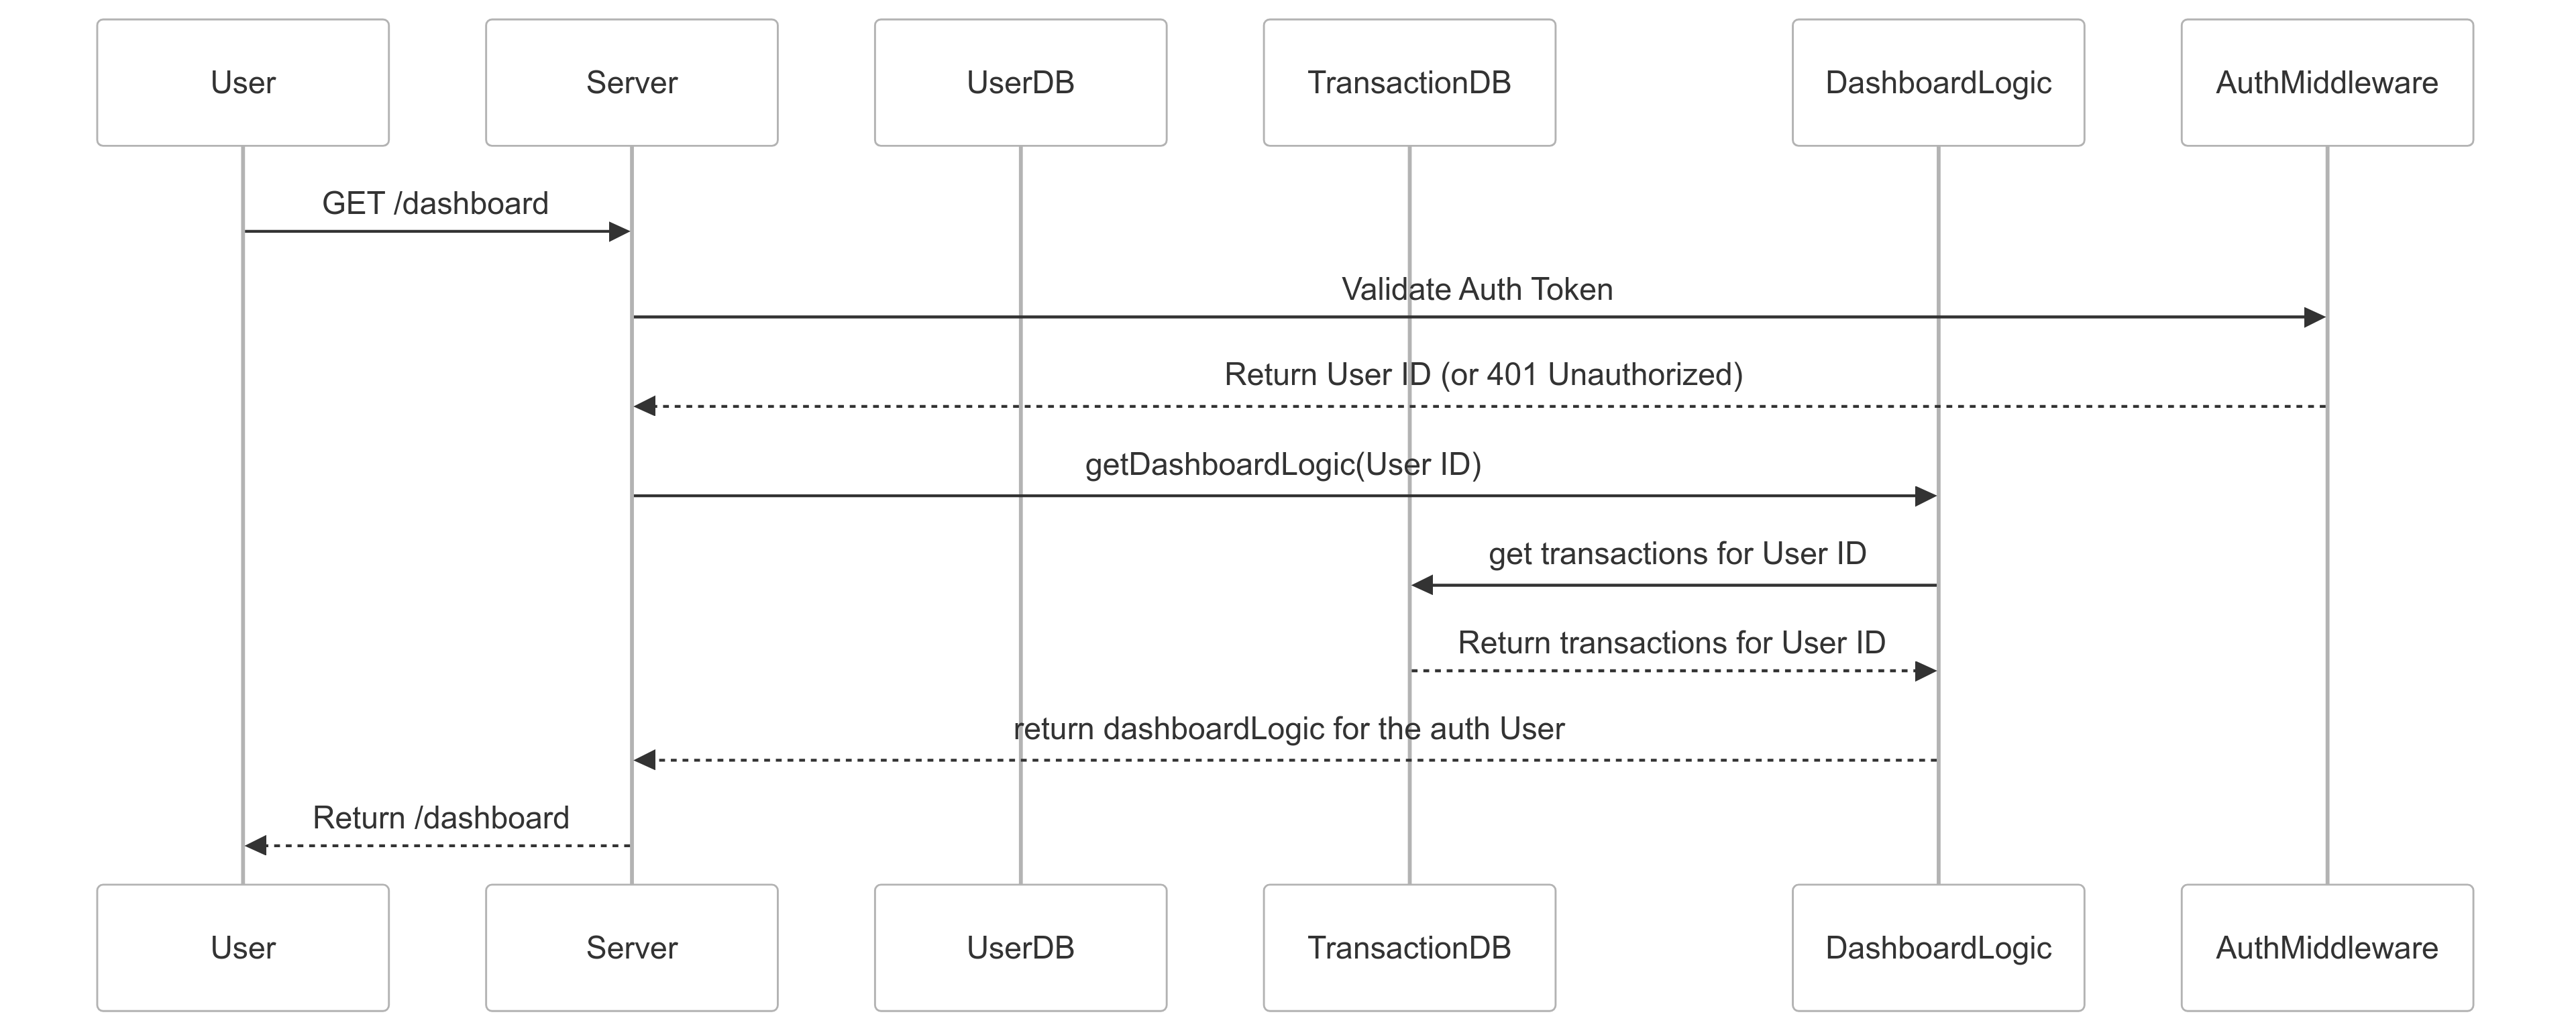 User
Server
UserDB
TransactionDB
DashboardLogic
AuthMiddleware
GET /dashboard
Validate Auth Token
Return User ID (or 401 Unauthorized)
getDashboardLogic(User ID)
get transactions for User ID
Return transactions for User ID
return dashboardLogic for the auth User
Return /dashboard
User
Server
UserDB
TransactionDB
DashboardLogic
AuthMiddleware